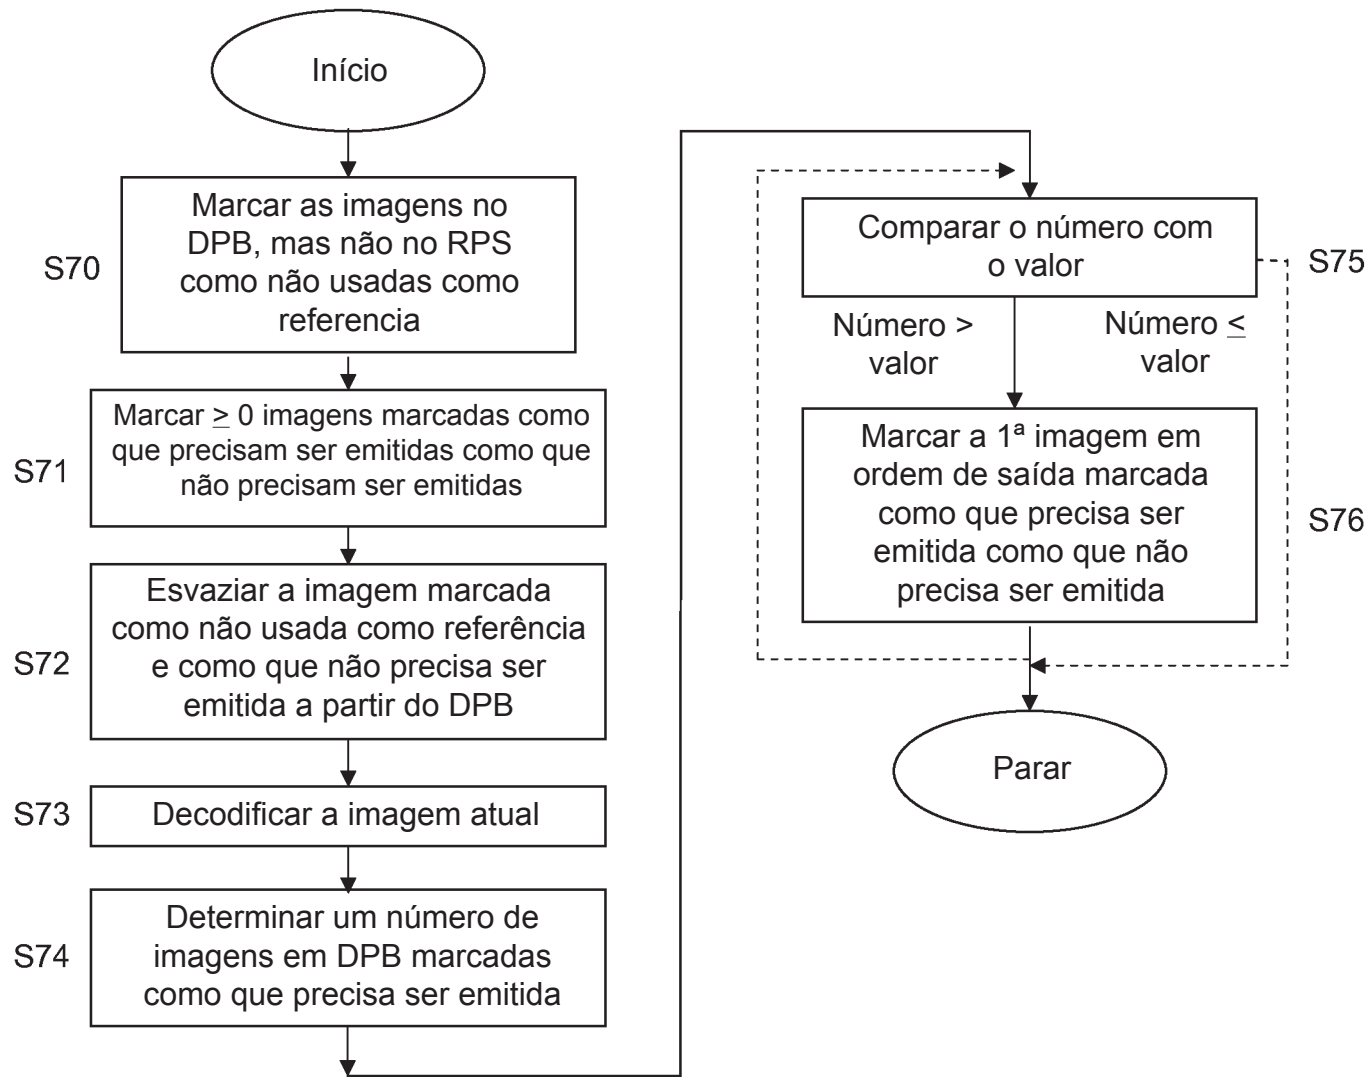 Início
S70
Marcar as imagens no
DPB, mas não no RPS
como não usadas como
referencia
S71
Marcar ≥ 0 imagens marcadas como
que precisam ser emitidas como que
não precisam ser emitidas
S72
Esvaziar a imagem marcada
como não usada como referência
e como que não precisa ser
emitida a partir do DPB
S73
Decodificar a imagem atual
S74
Determinar um número de
imagens em DPB marcadas
como que precisa ser emitida
Comparar o número com
o valor
S75
Número >
valor
Número ≤
valor
Marcar a 1ª imagem em
ordem de saída marcada
como que precisa ser
emitida como que não
precisa ser emitida
S76
Parar